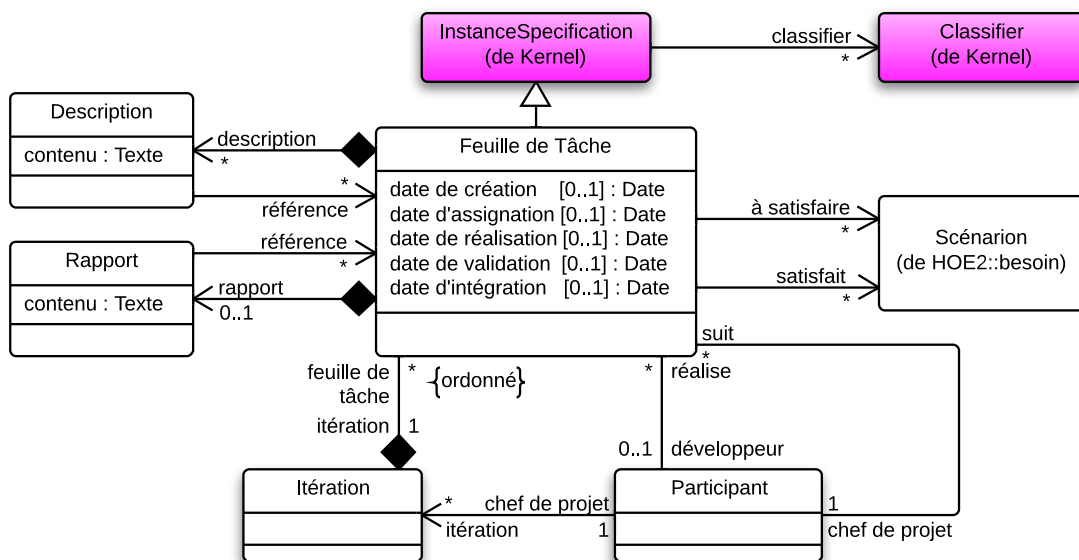 InstanceSpecification
(de Kernel)
classifier
*
Classifier
(de Kernel)
Description
contenu : Texte
description
*
*
référence
Feuille de Tâche
date de création [0..1] : Date
date d'assignation [0..1] : Date
date de réalisation [0..1] : Date
date de validation [0..1] : Date
date d'intégration [0..1] : Date
à satisfaire
*
satisfait
*
Scénarion
(de HOE2::besoin)
Rapport
contenu : Texte
référence
*
rapport
0..1
feuille de
tâche
*
{ordonné}
itération
1
*
réalise
suit
*
0..1
développeur
Itération
*
itération
chef de projet
1
Participant
1
chef de projet